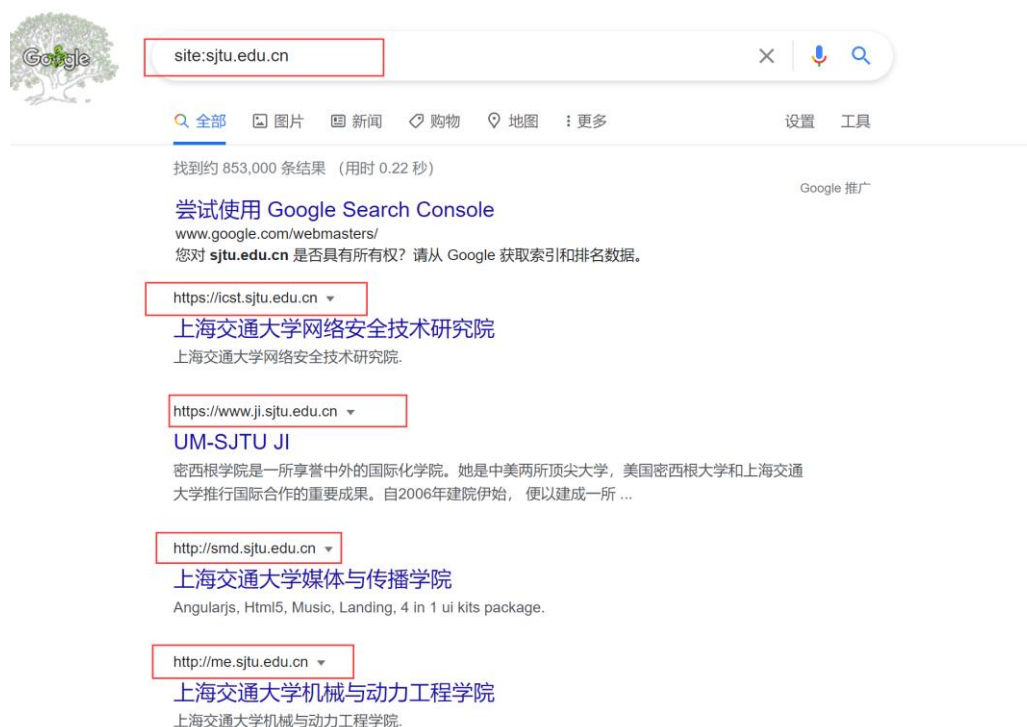 Google
site:sjtu.edu.cn
全部 图片 新闻 购物 地图 更多 设置 工具
找到约 853,000 条结果 （用时 0.22 秒）
Google 推广
尝试使用 Google Search Console
www.google.com/webmasters/
您对 sjtu.edu.cn 是否具有所有权？请从 Google 获取索引和排名数据。
https://icst.sjtu.edu.cn
上海交通大学网络安全技术研究院
上海交通大学网络安全技术研究院.
https://www.ji.sjtu.edu.cn
UM-SJTU JI
密西根学院是一所享誉中外的国际化学院。她是中美两所顶尖大学，美国密西根大学和上海交通
大学推行国际合作的重要成果。自2006年建院伊始， 便以建成一所 ...
http://smd.sjtu.edu.cn
上海交通大学媒体与传播学院
Angularjs, Html5, Music, Landing, 4 in 1 ui kits package.
http://me.sjtu.edu.cn
上海交通大学机械与动力工程学院
上海交通大学机械与动力工程学院.